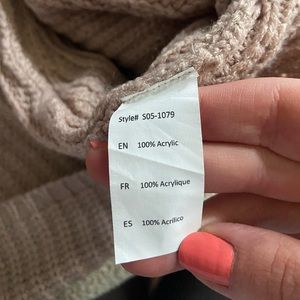 Style# S05-1079
EN 100% Acrylic
FR 100% Acrylique
ES 100% Acrilico